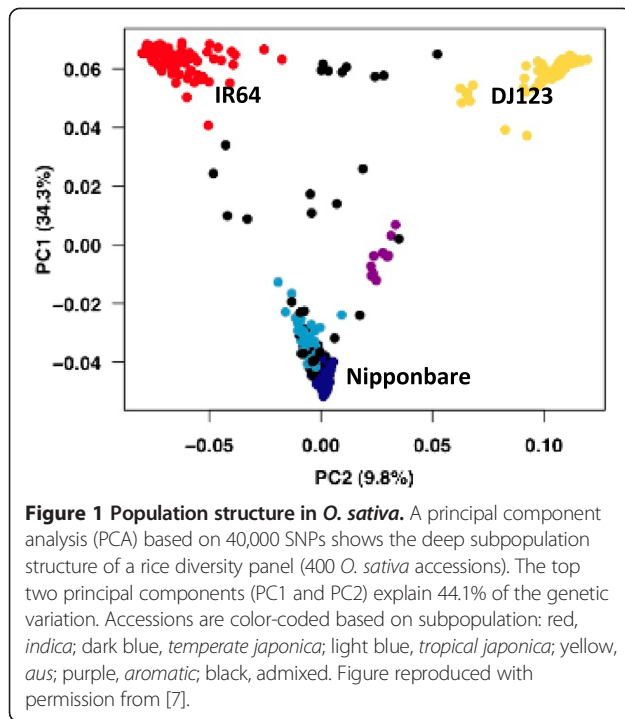 0.06
0.04
0.02
0.00
−0.02
−0.04
PC1 (34.3%)
IR64
DJ123
Nipponbare
−0.05
0.00
0.05
0.10
PC2 (9.8%)
Figure 1 Population structure in O. sativa. A principal component
analysis (PCA) based on 40,000 SNPs shows the deep subpopulation
structure of a rice diversity panel (400 O. sativa accessions). The top
two principal components (PC1 and PC2) explain 44.1% of the genetic
variation. Accessions are color-coded based on subpopulation: red,
indica; dark blue, temperate japonica; light blue, tropical japonica; yellow,
aus; purple, aromatic; black, admixed. Figure reproduced with
permission from [7].